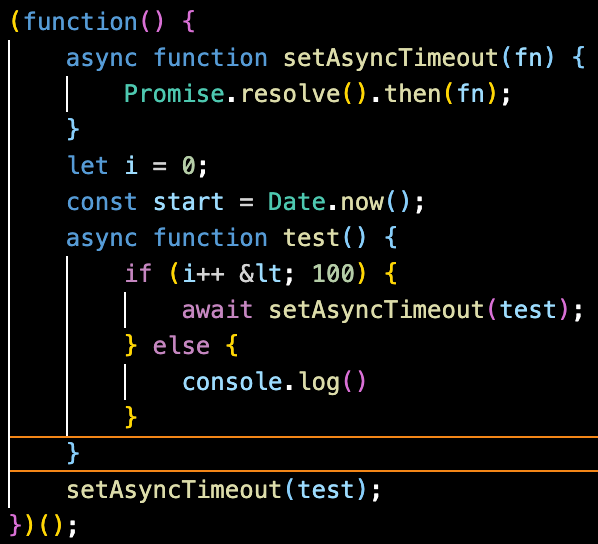 (function() {
async function setAsyncTimeout(fn) {
Promise.resolve().then(fn);
}
let i = 0;
const start = Date.now();
async function test() {
if (i++ &lt; 100) {
await setAsyncTimeout(test);
} else {
console.log()
}
}
setAsyncTimeout(test);
})();